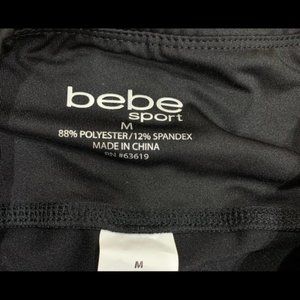 bebe
sport
M
88% POLYESTER/12% SPANDEX
MADE IN CHINA
RN #63619
M